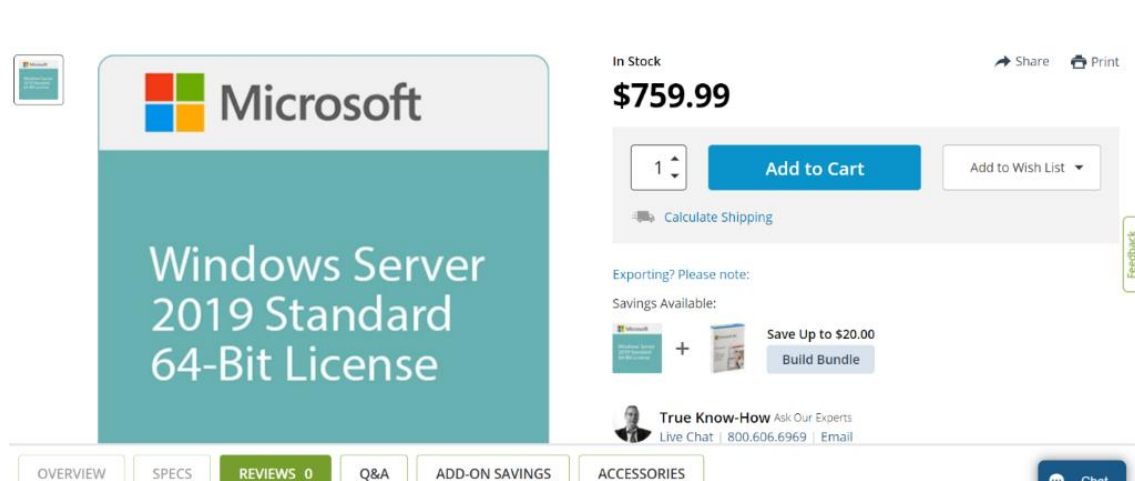 Microsoft
Windows Server
2019 Standard
64-Bit License
In Stock
Share
Print
$759.99
1
Add to Cart
Add to Wish List
Calculate Shipping
Feedback
Exporting? Please note:
Savings Available:
+
Save Up to $20.00
Build Bundle
True Know-How Ask Our Experts
Live Chat | 800.606.6969 | Email
OVERVIEW
SPECS
REVIEWS 0
Q&A
ADD-ON SAVINGS
ACCESSORIES
Chat